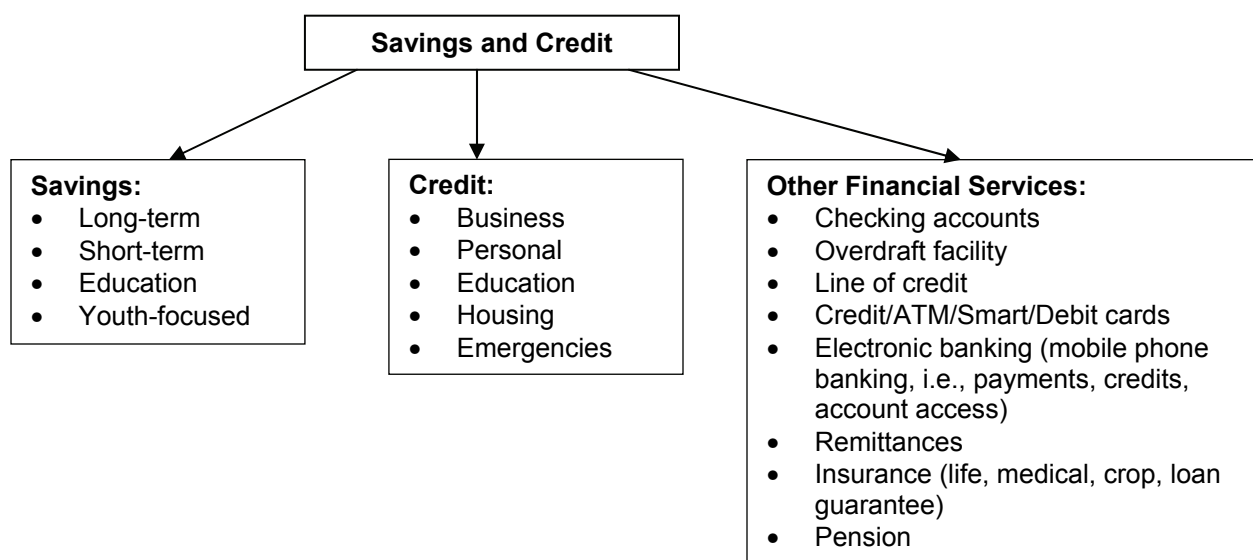 Savings and Credit
Savings:
• Long-term
• Short-term
• Education
• Youth-focused
Credit:
• Business
• Personal
• Education
• Housing
• Emergencies
Other Financial Services:
• Checking accounts
• Overdraft facility
• Line of credit
• Credit/ATM/Smart/Debit cards
• Electronic banking (mobile phone
banking, i.e., payments, credits,
account access)
• Remittances
• Insurance (life, medical, crop, loan
guarantee)
• Pension